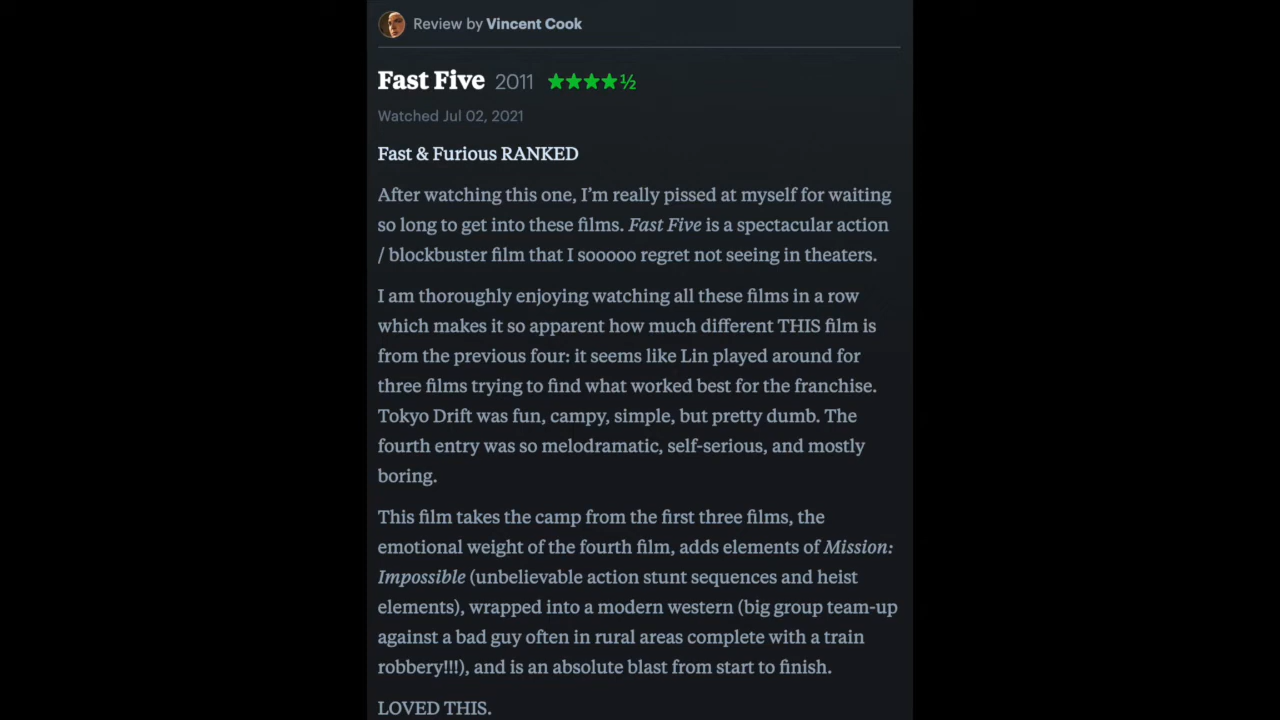 Review by Vincent Cook
Fast Five 2011 ★★★★½
Watched Jul 02, 2021
Fast & Furious RANKED
After watching this one, I’m really pissed at myself for waiting
so long to get into these films. Fast Five is a spectacular action
/ blockbuster film that I sooooo regret not seeing in theaters.
I am thoroughly enjoying watching all these films in a row
which makes it so apparent how much different THIS film is
from the previous four: it seems like Lin played around for
three films trying to find what worked best for the franchise.
Tokyo Drift was fun, campy, simple, but pretty dumb. The
fourth entry was so melodramatic, self-serious, and mostly
boring.
This film takes the camp from the first three films, the
emotional weight of the fourth film, adds elements of Mission:
Impossible (unbelievable action stunt sequences and heist
elements), wrapped into a modern western (big group team-up
against a bad guy often in rural areas complete with a train
robbery!!!), and is an absolute blast from start to finish.
LOVED THIS.